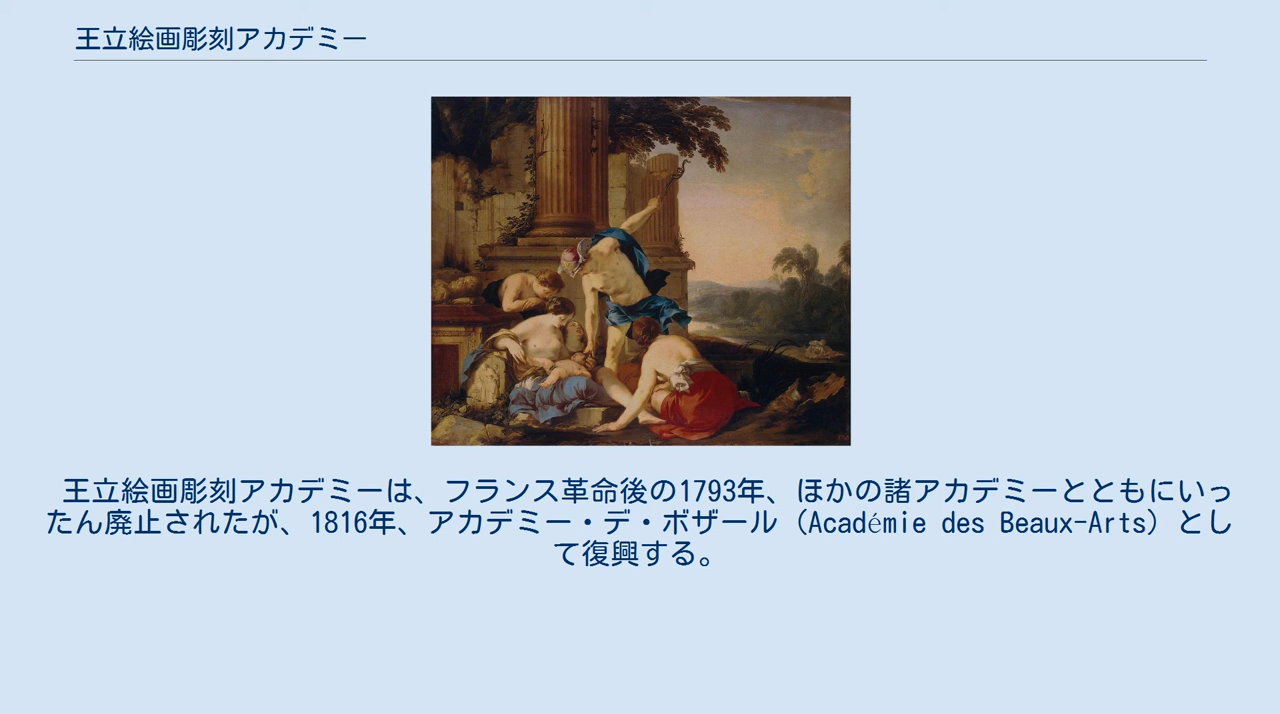 王立絵画彫刻アカデミー
王立絵画彫刻アカデミーは、フランス革命後の1793年、ほかの諸アカデミーとともにいっ
たん廃止されたが、1816年、アカデミー・デ・ボザール（Académie des Beaux-Arts）とし
て復興する。